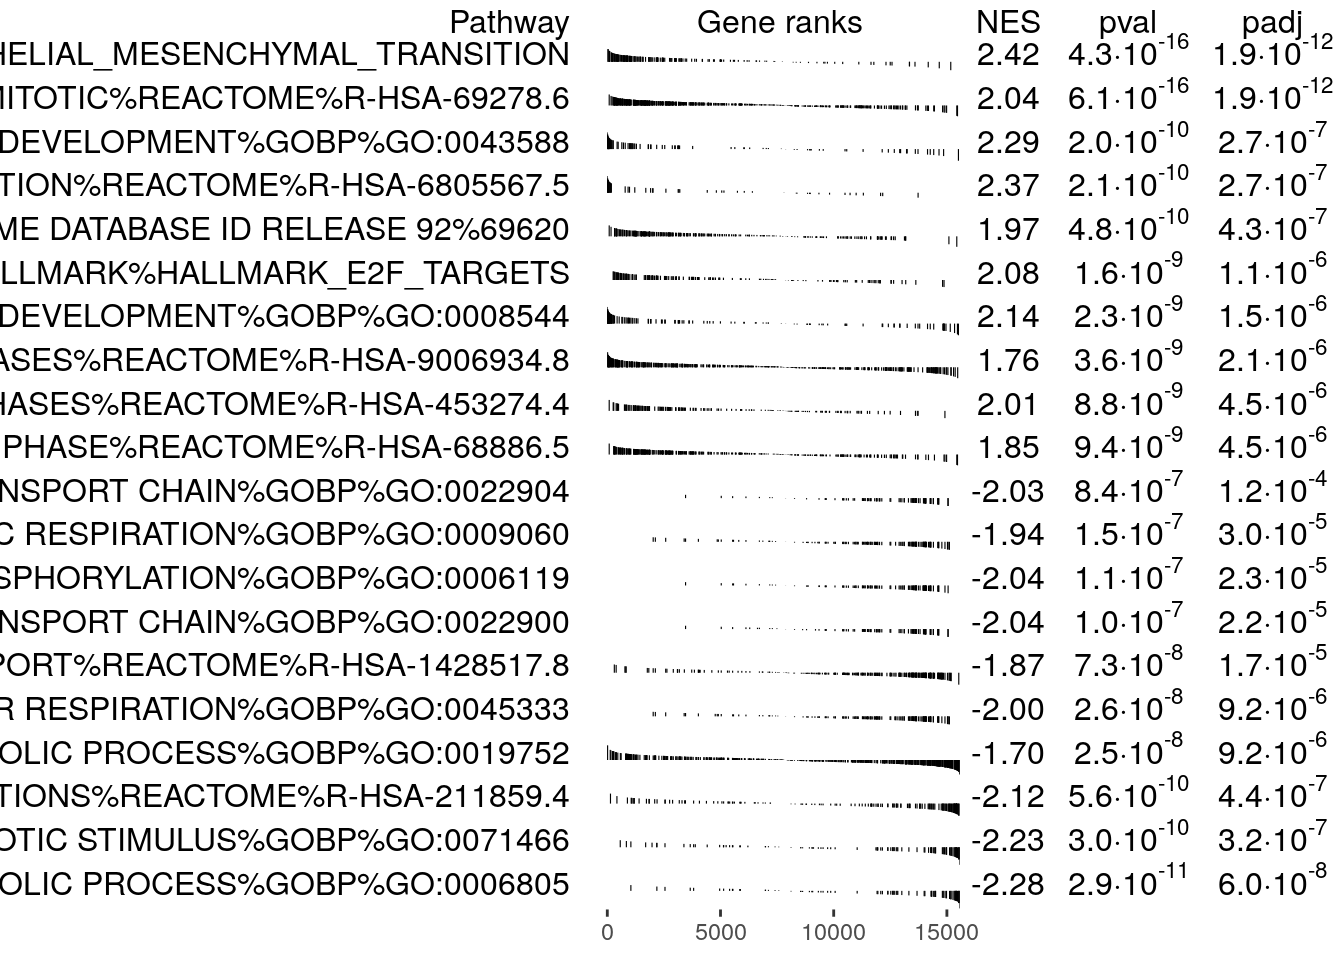 Pathway Gene ranks NES pval padj
HELIAL_MESENCHYMAL_TRANSITION 2.42 4.3·10^-16 1.9·10^-12
MITOTIC%REACTOME%R-HSA-69278.6 2.04 6.1·10^-16 1.9·10^-12
DEVELOPMENT%GOBP%GO:0043588 2.29 2.0·10^-10 2.7·10^-7
TION%REACTOME%R-HSA-6805567.5 2.37 2.1·10^-10 2.7·10^-7
ME DATABASE ID RELEASE 92%69620 1.97 4.8·10^-10 4.3·10^-7
LLMARK%HALLMARK_E2F_TARGETS 2.08 1.6·10^-9 1.1·10^-6
DEVELOPMENT%GOBP%GO:0008544 2.14 2.3·10^-9 1.5·10^-6
ASES%REACTOME%R-HSA-9006934.8 1.76 3.6·10^-9 2.1·10^-6
HASES%REACTOME%R-HSA-453274.4 2.01 8.8·10^-9 4.5·10^-6
PHASE%REACTOME%R-HSA-68886.5 1.85 9.4·10^-9 4.5·10^-6
NSPORT CHAIN%GOBP%GO:0022904 -2.03 8.4·10^-7 1.2·10^-4
C RESPIRATION%GOBP%GO:0009060 -1.94 1.5·10^-7 3.0·10^-5
SPHORYLATION%GOBP%GO:0006119 -2.04 1.1·10^-7 2.3·10^-5
NSPORT CHAIN%GOBP%GO:0022900 -2.04 1.0·10^-7 2.2·10^-5
PORT%REACTOME%R-HSA-1428517.8 -1.87 7.3·10^-8 1.7·10^-5
R RESPIRATION%GOBP%GO:0045333 -2.00 2.6·10^-8 9.2·10^-6
OLIC PROCESS%GOBP%GO:0019752 -1.70 2.5·10^-8 9.2·10^-6
TIONS%REACTOME%R-HSA-211859.4 -2.12 5.6·10^-10 4.4·10^-7
OTIC STIMULUS%GOBP%GO:0071466 -2.23 3.0·10^-10 3.2·10^-7
OLIC PROCESS%GOBP%GO:0006805 -2.28 2.9·10^-11 6.0·10^-8
0 5000 10000 15000